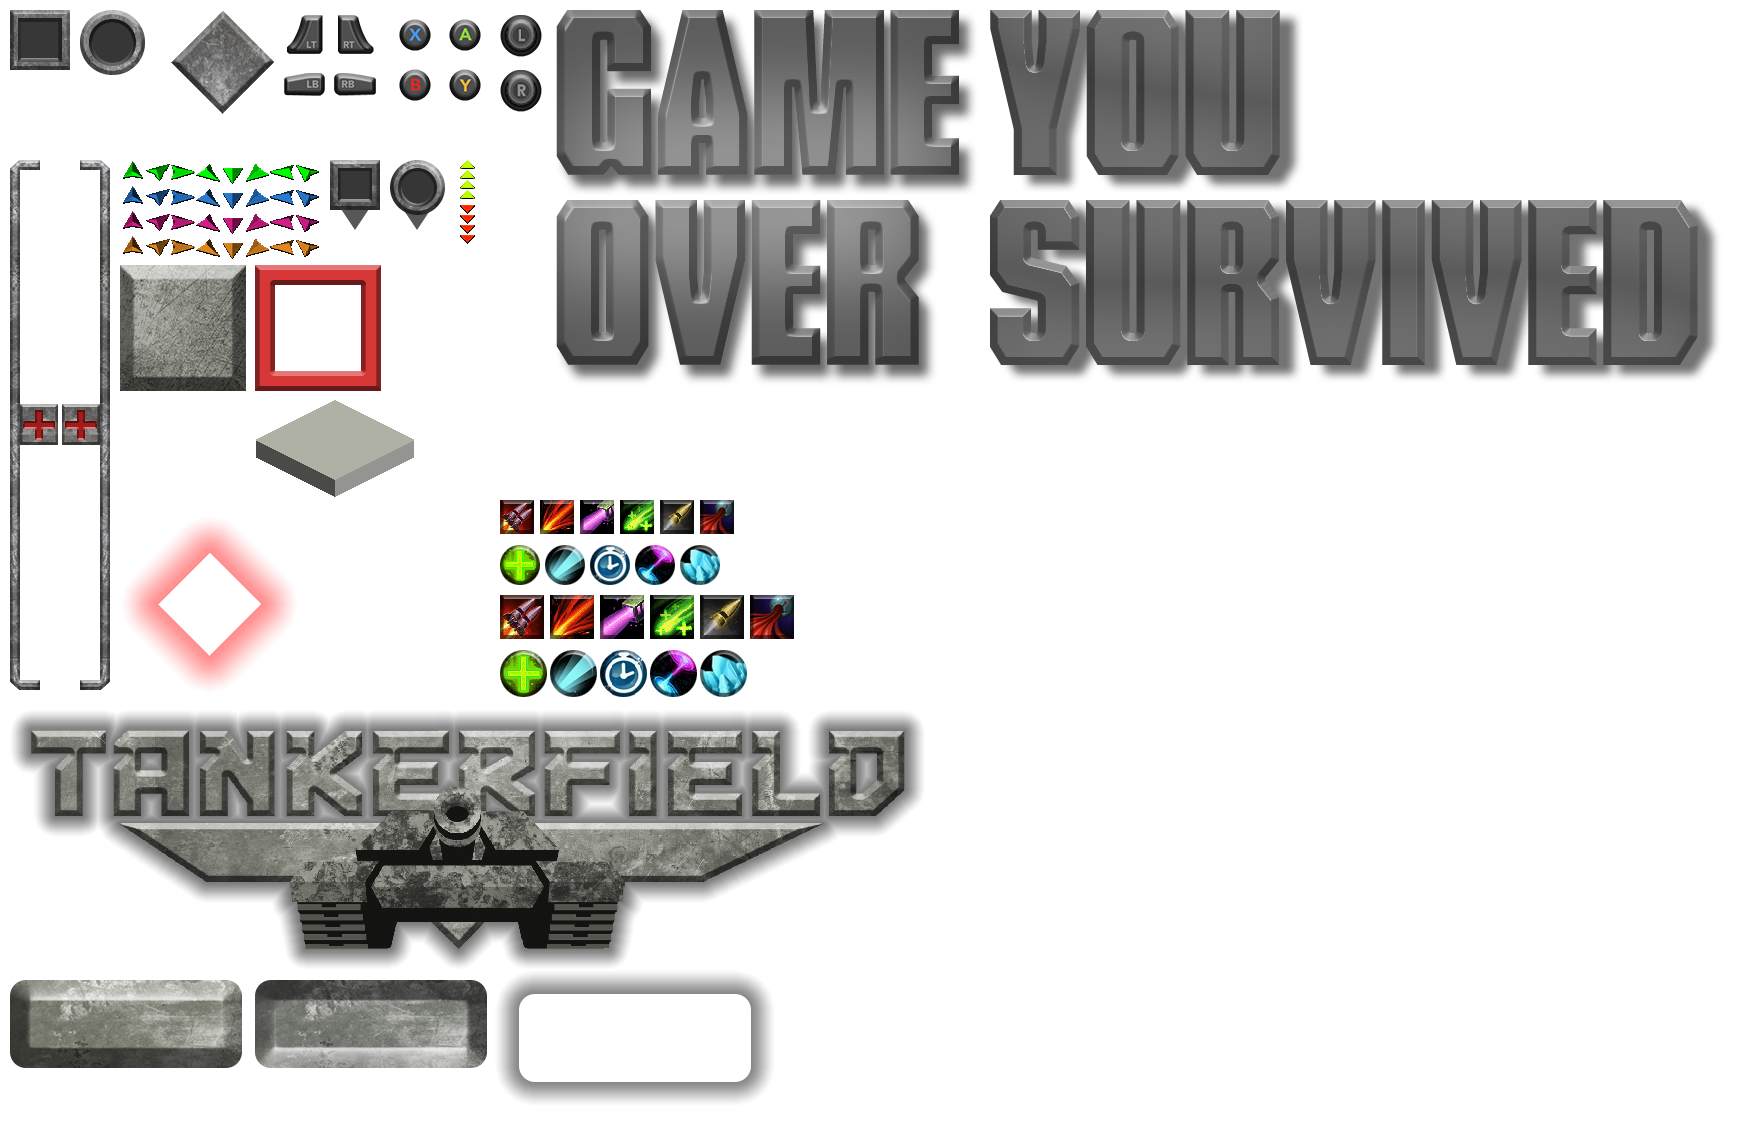 LT RT X A L
LB RB B Y R
GAME
OVER
YOU
SURVIVED
TANKERFIELD